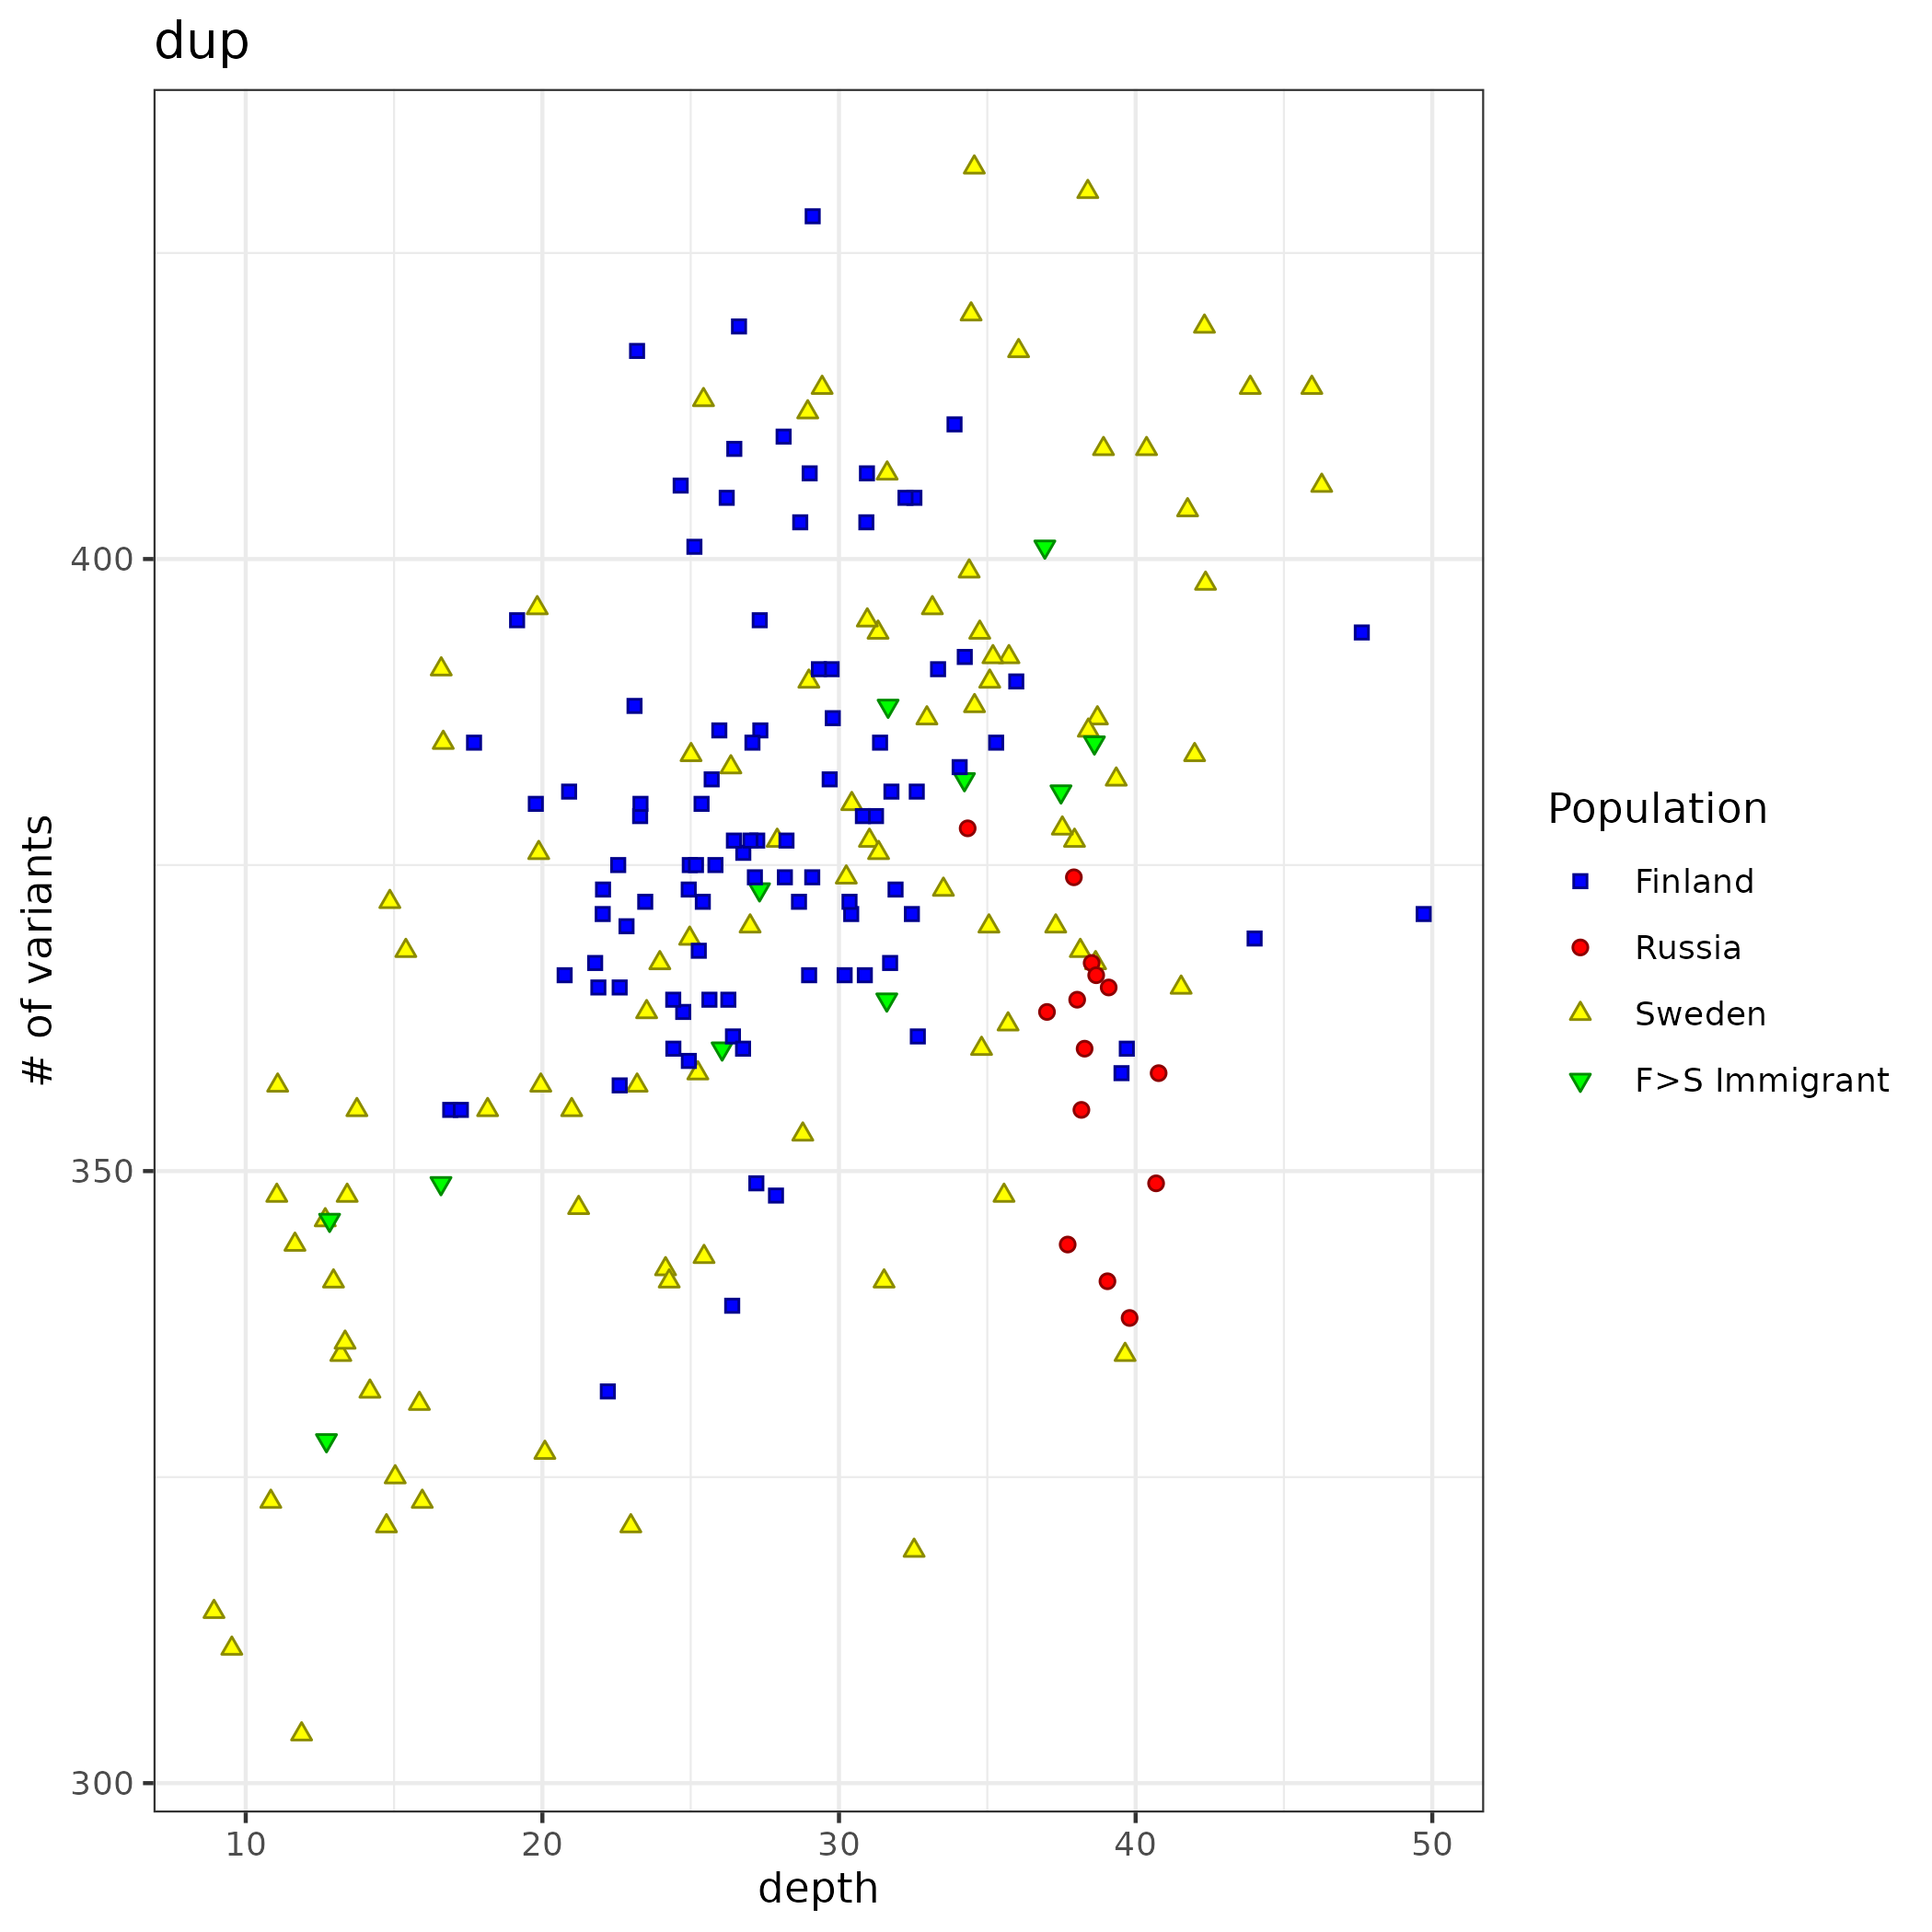 dup
# of variants
400
350
300
10 20 30 40 50
depth
Population
Finland
Russia
Sweden
F>S Immigrant